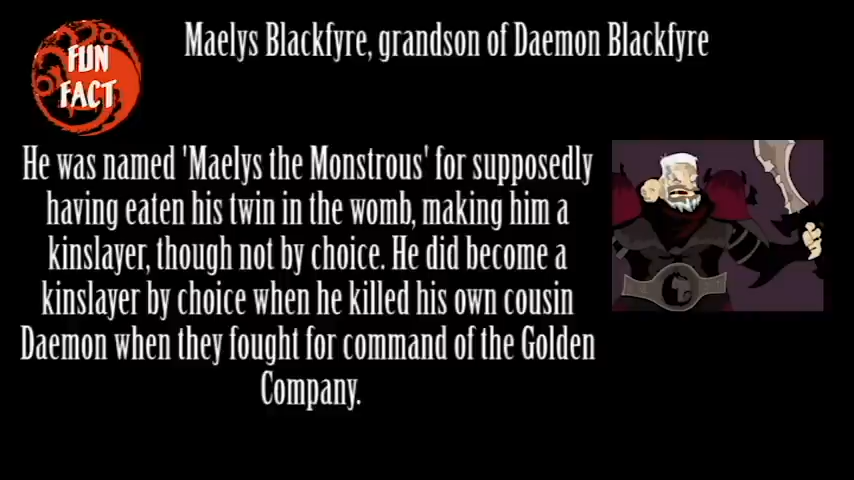 FUN
FACT
Maelys Blackfyre, grandson of Daemon Blackfyre
He was named 'Maelys the Monstrous' for supposedly
having eaten his twin in the womb, making him a
kinslayer, though not by choice. He did become a
kinslayer by choice when he killed his own cousin
Daemon when they fought for command of the Golden
Company.